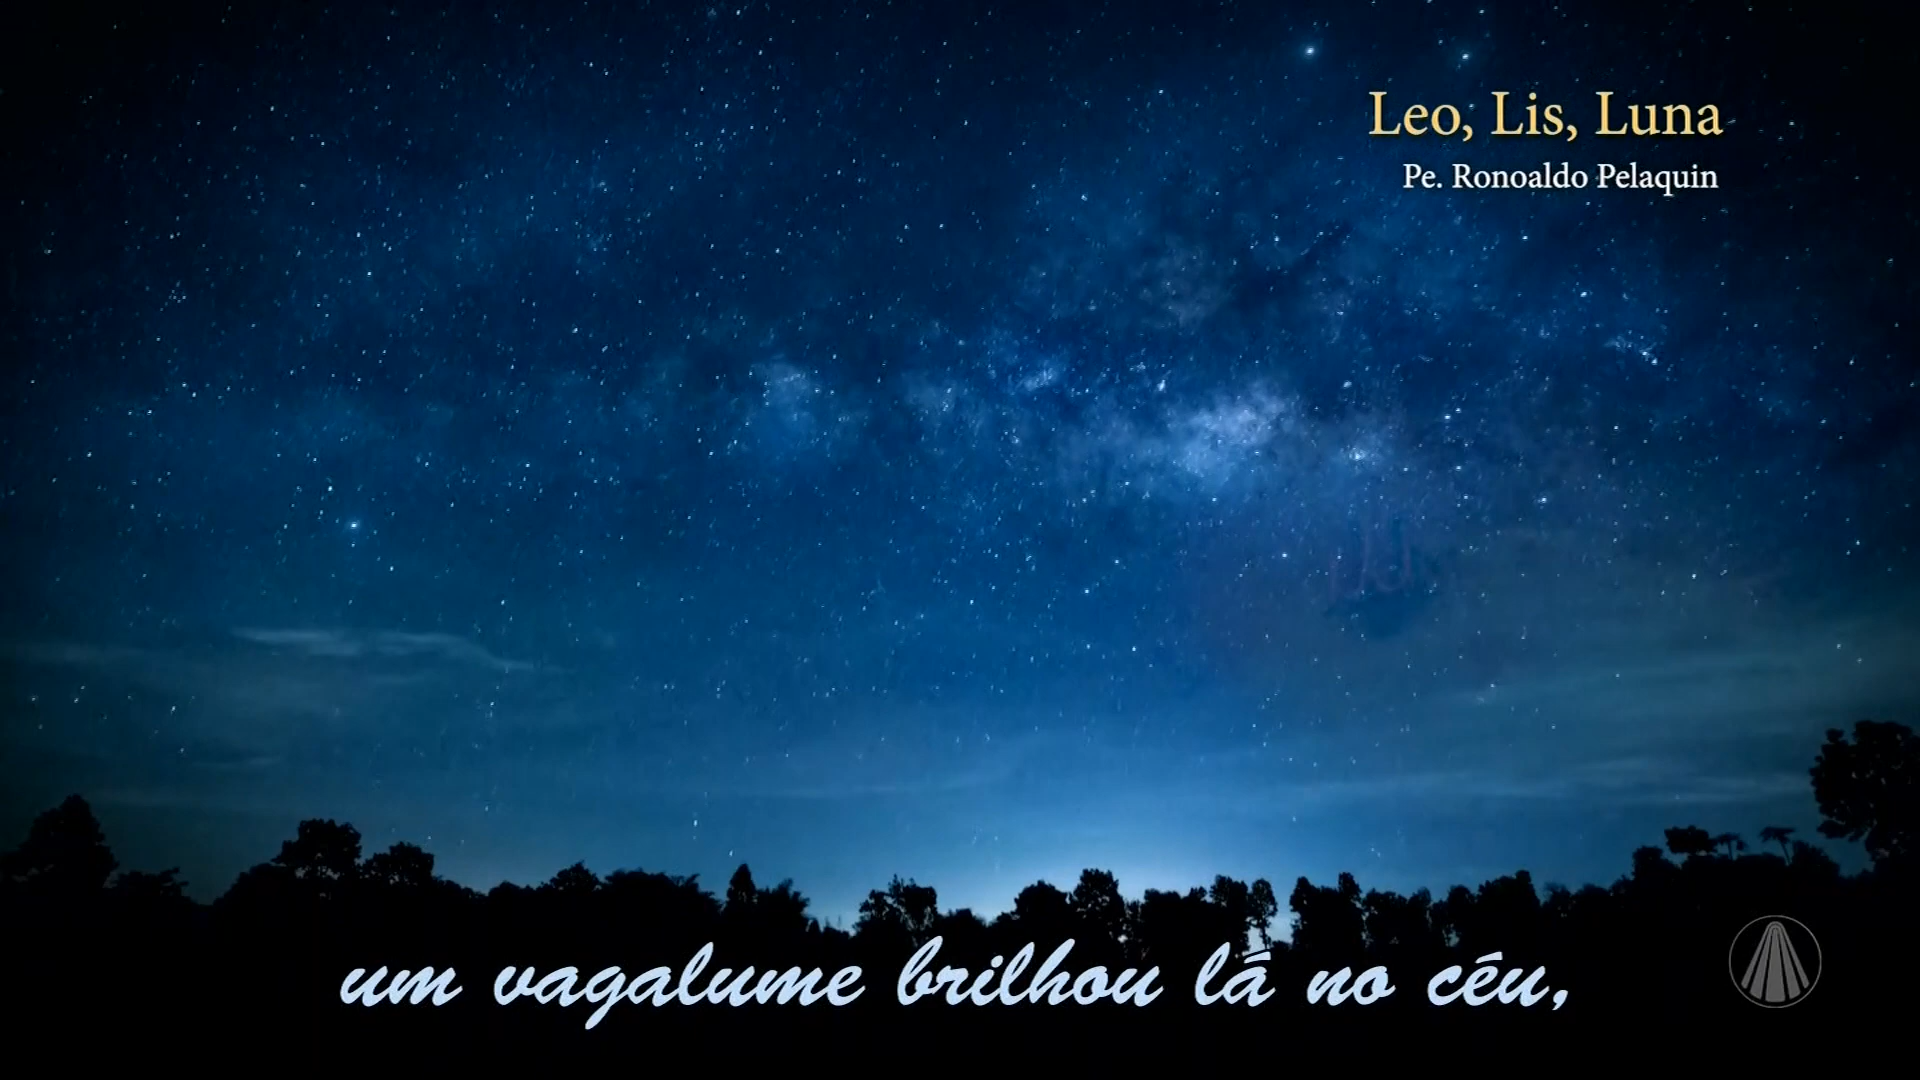 Leo, Lis, Luna
Pe. Ronoaldo Pelaquin
um vagalume brilhou lá no céu,